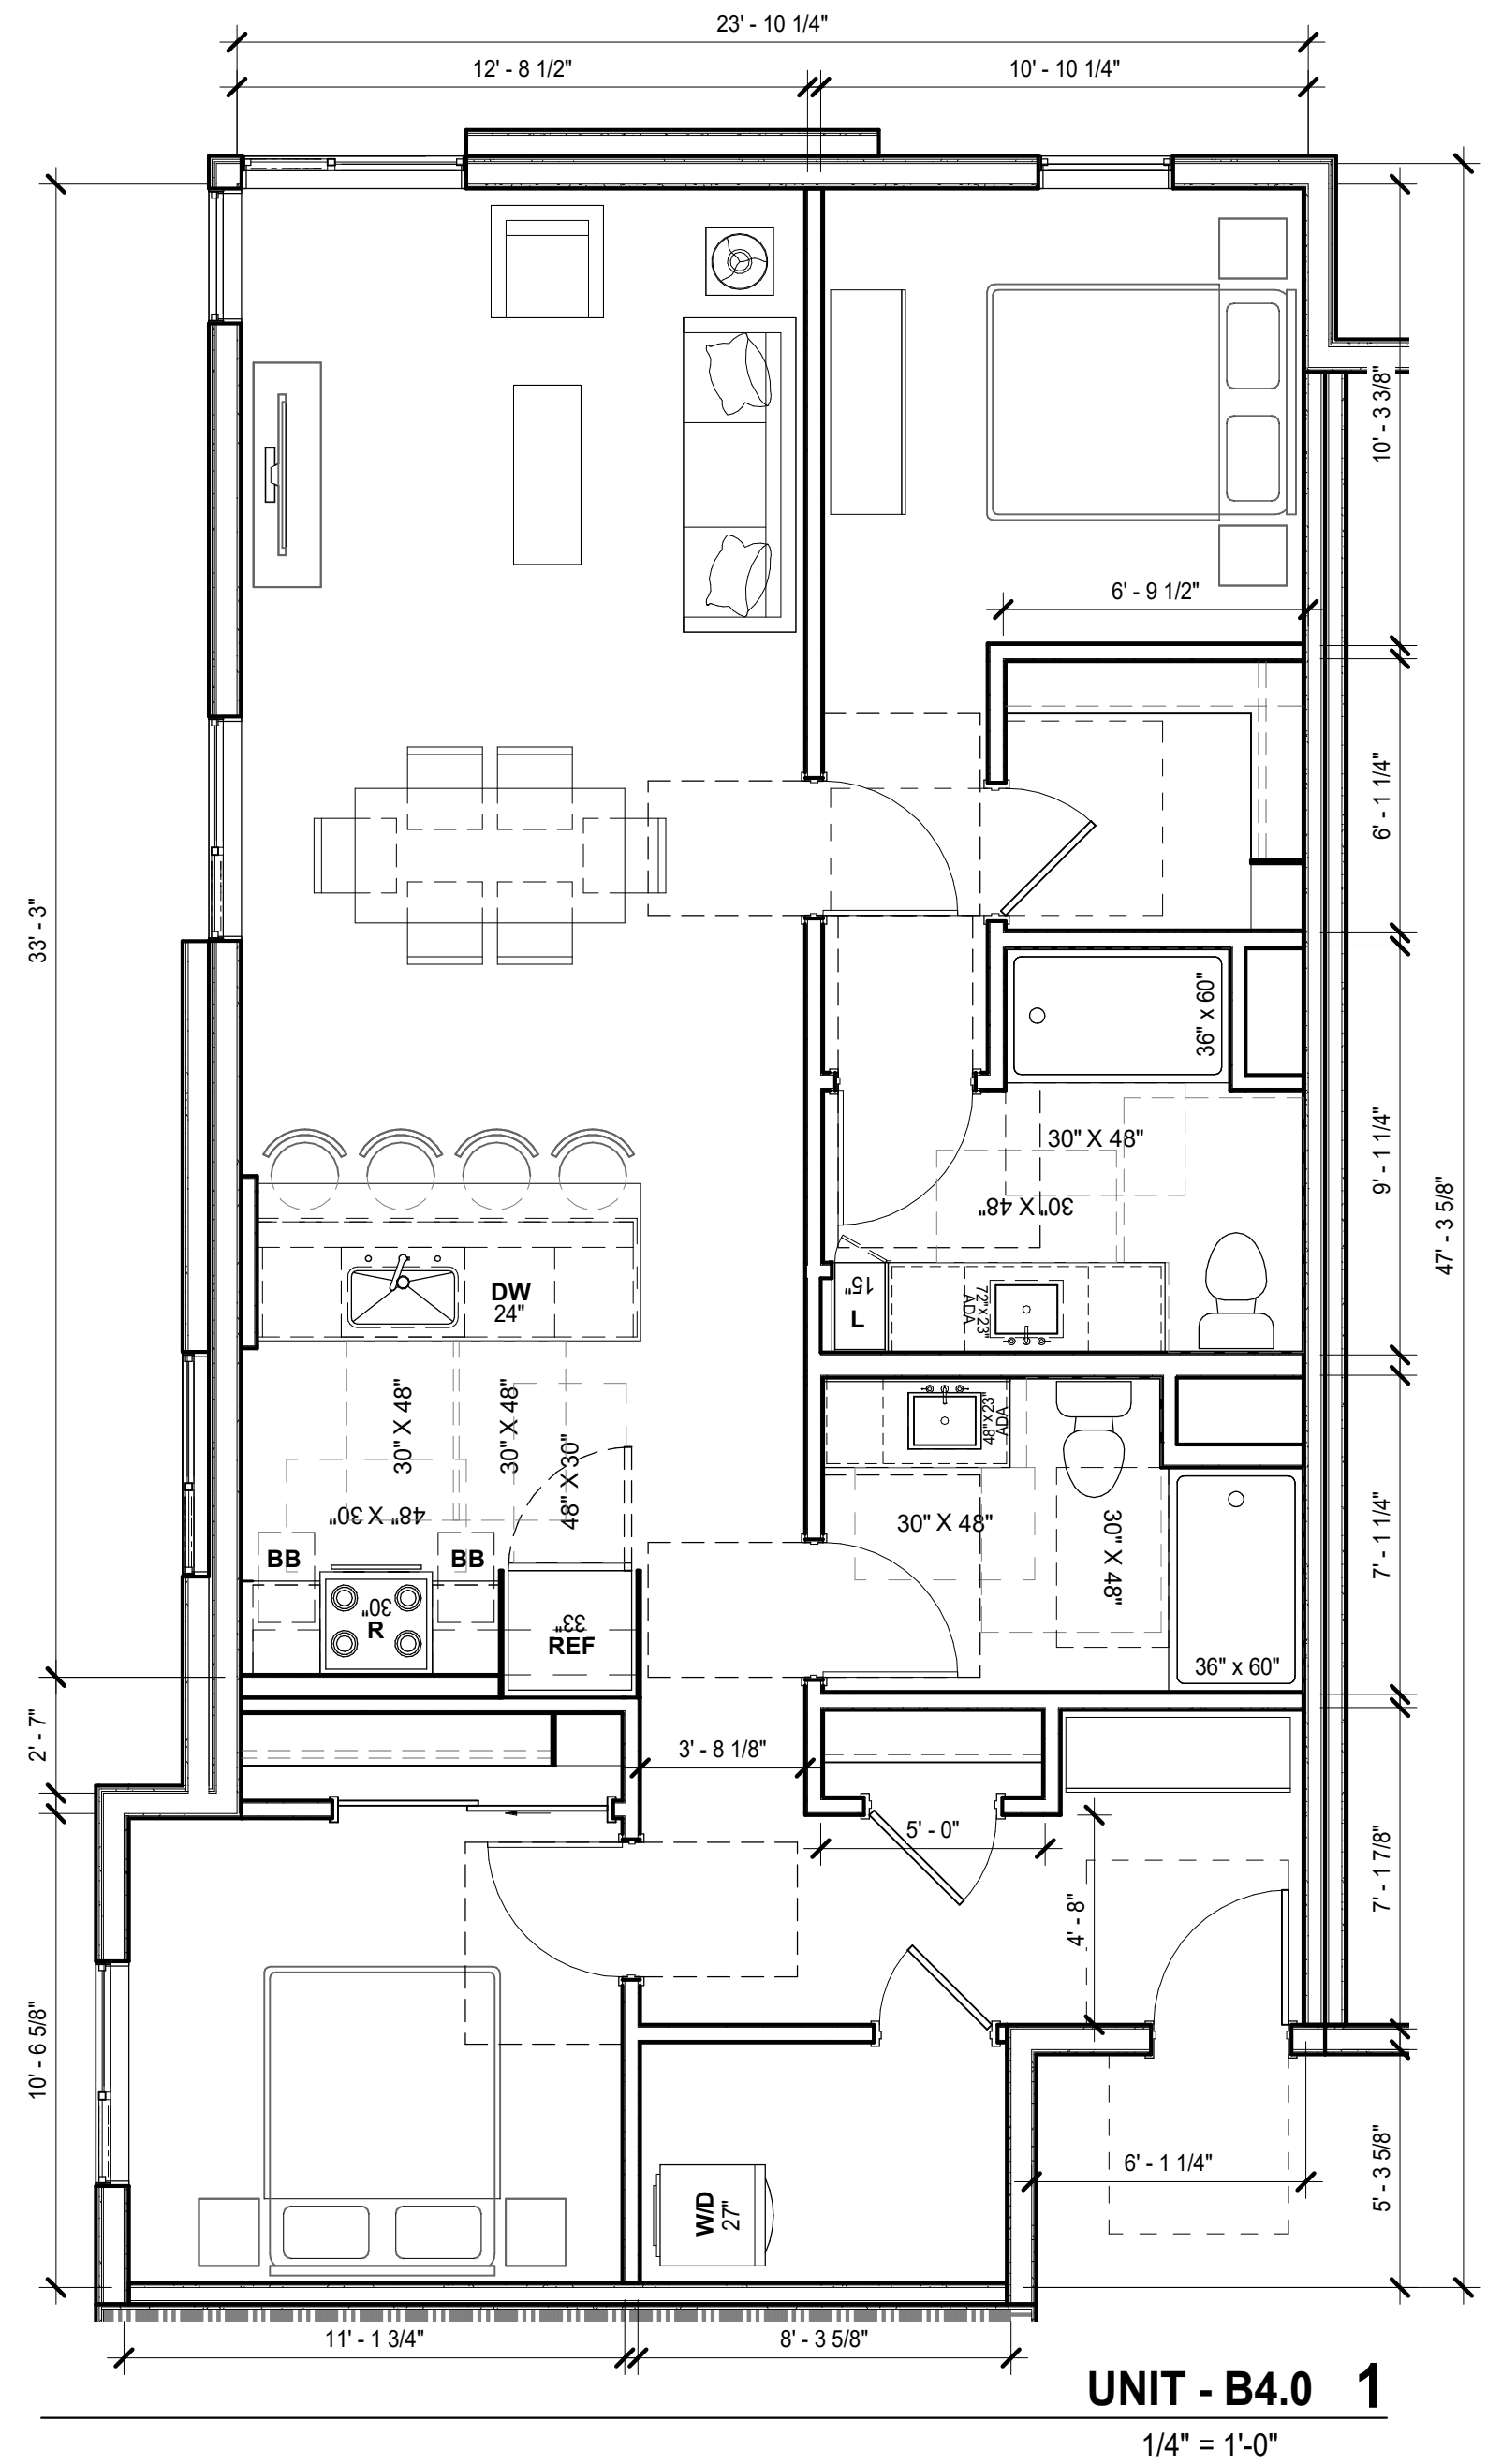 23' - 10 1/4"
12' - 8 1/2"
10' - 10 1/4"
10' - 3 3/8"
6' - 9 1/2"
6' - 1 1/4"
33' - 3"
36" x 60"
9' - 1 1/4"
30" X 48"
30" X 48"
47' - 3 5/8"
DW
24"
15"
L
72"x23"
ADA
48"x23"
ADA
30" X 48"
30" X 48"
48" X 30"
48" X 30"
30" X 48"
30" X 48"
7' - 1 1/4"
BB
BB
30"
R
33"
REF
36" x 60"
2' - 7"
3' - 8 1/8"
5' - 0"
4' - 8"
7' - 1 7/8"
10' - 6 5/8"
W/D
27"
6' - 1 1/4"
5' - 3 5/8"
11' - 1 3/4"
8' - 3 5/8"
UNIT - B4.0 1
1/4" = 1'-0"